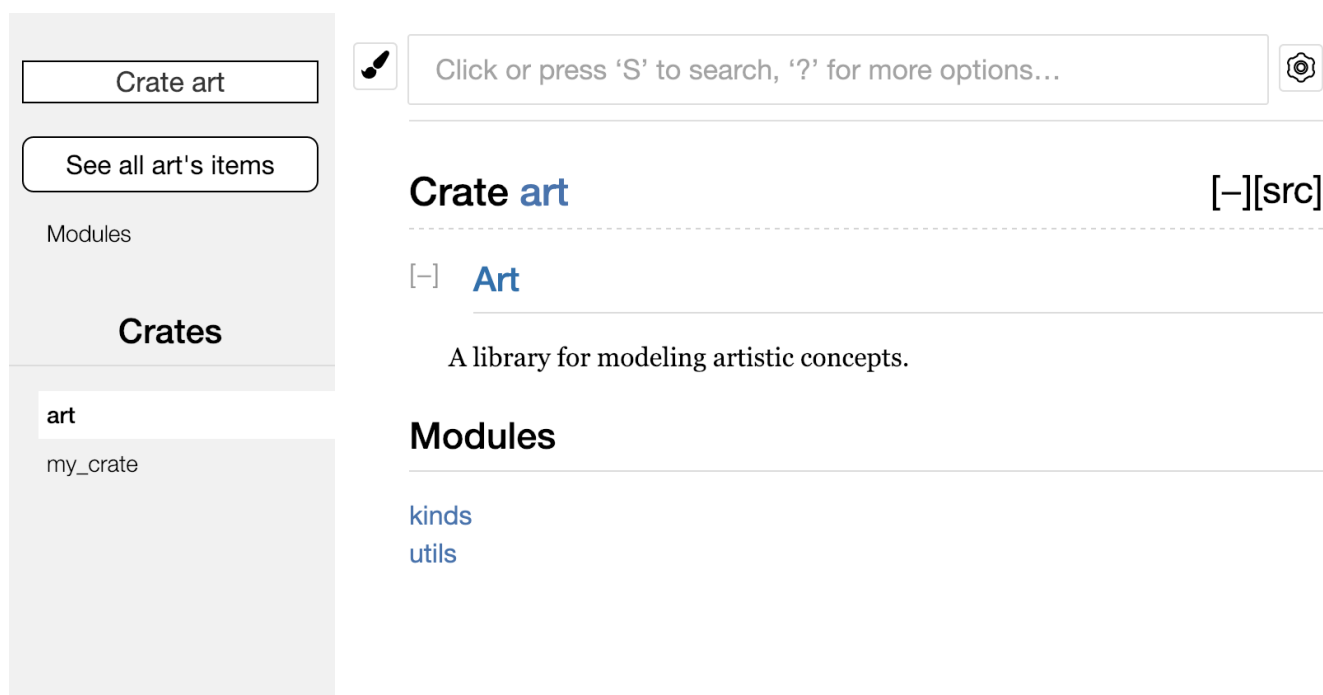 Crate art
See all art's items
Modules
Crates
art
my_crate
Click or press ‘S’ to search, ‘?’ for more options…
Crate art
[−][src]
[−]
Art
A library for modeling artistic concepts.
Modules
kinds
utils